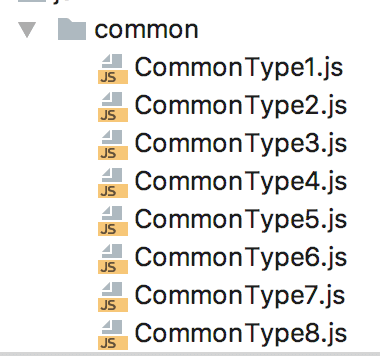 common
JS CommonType1.js
JS CommonType2.js
JS CommonType3.js
JS CommonType4.js
JS CommonType5.js
JS CommonType6.js
JS CommonType7.js
JS CommonType8.js